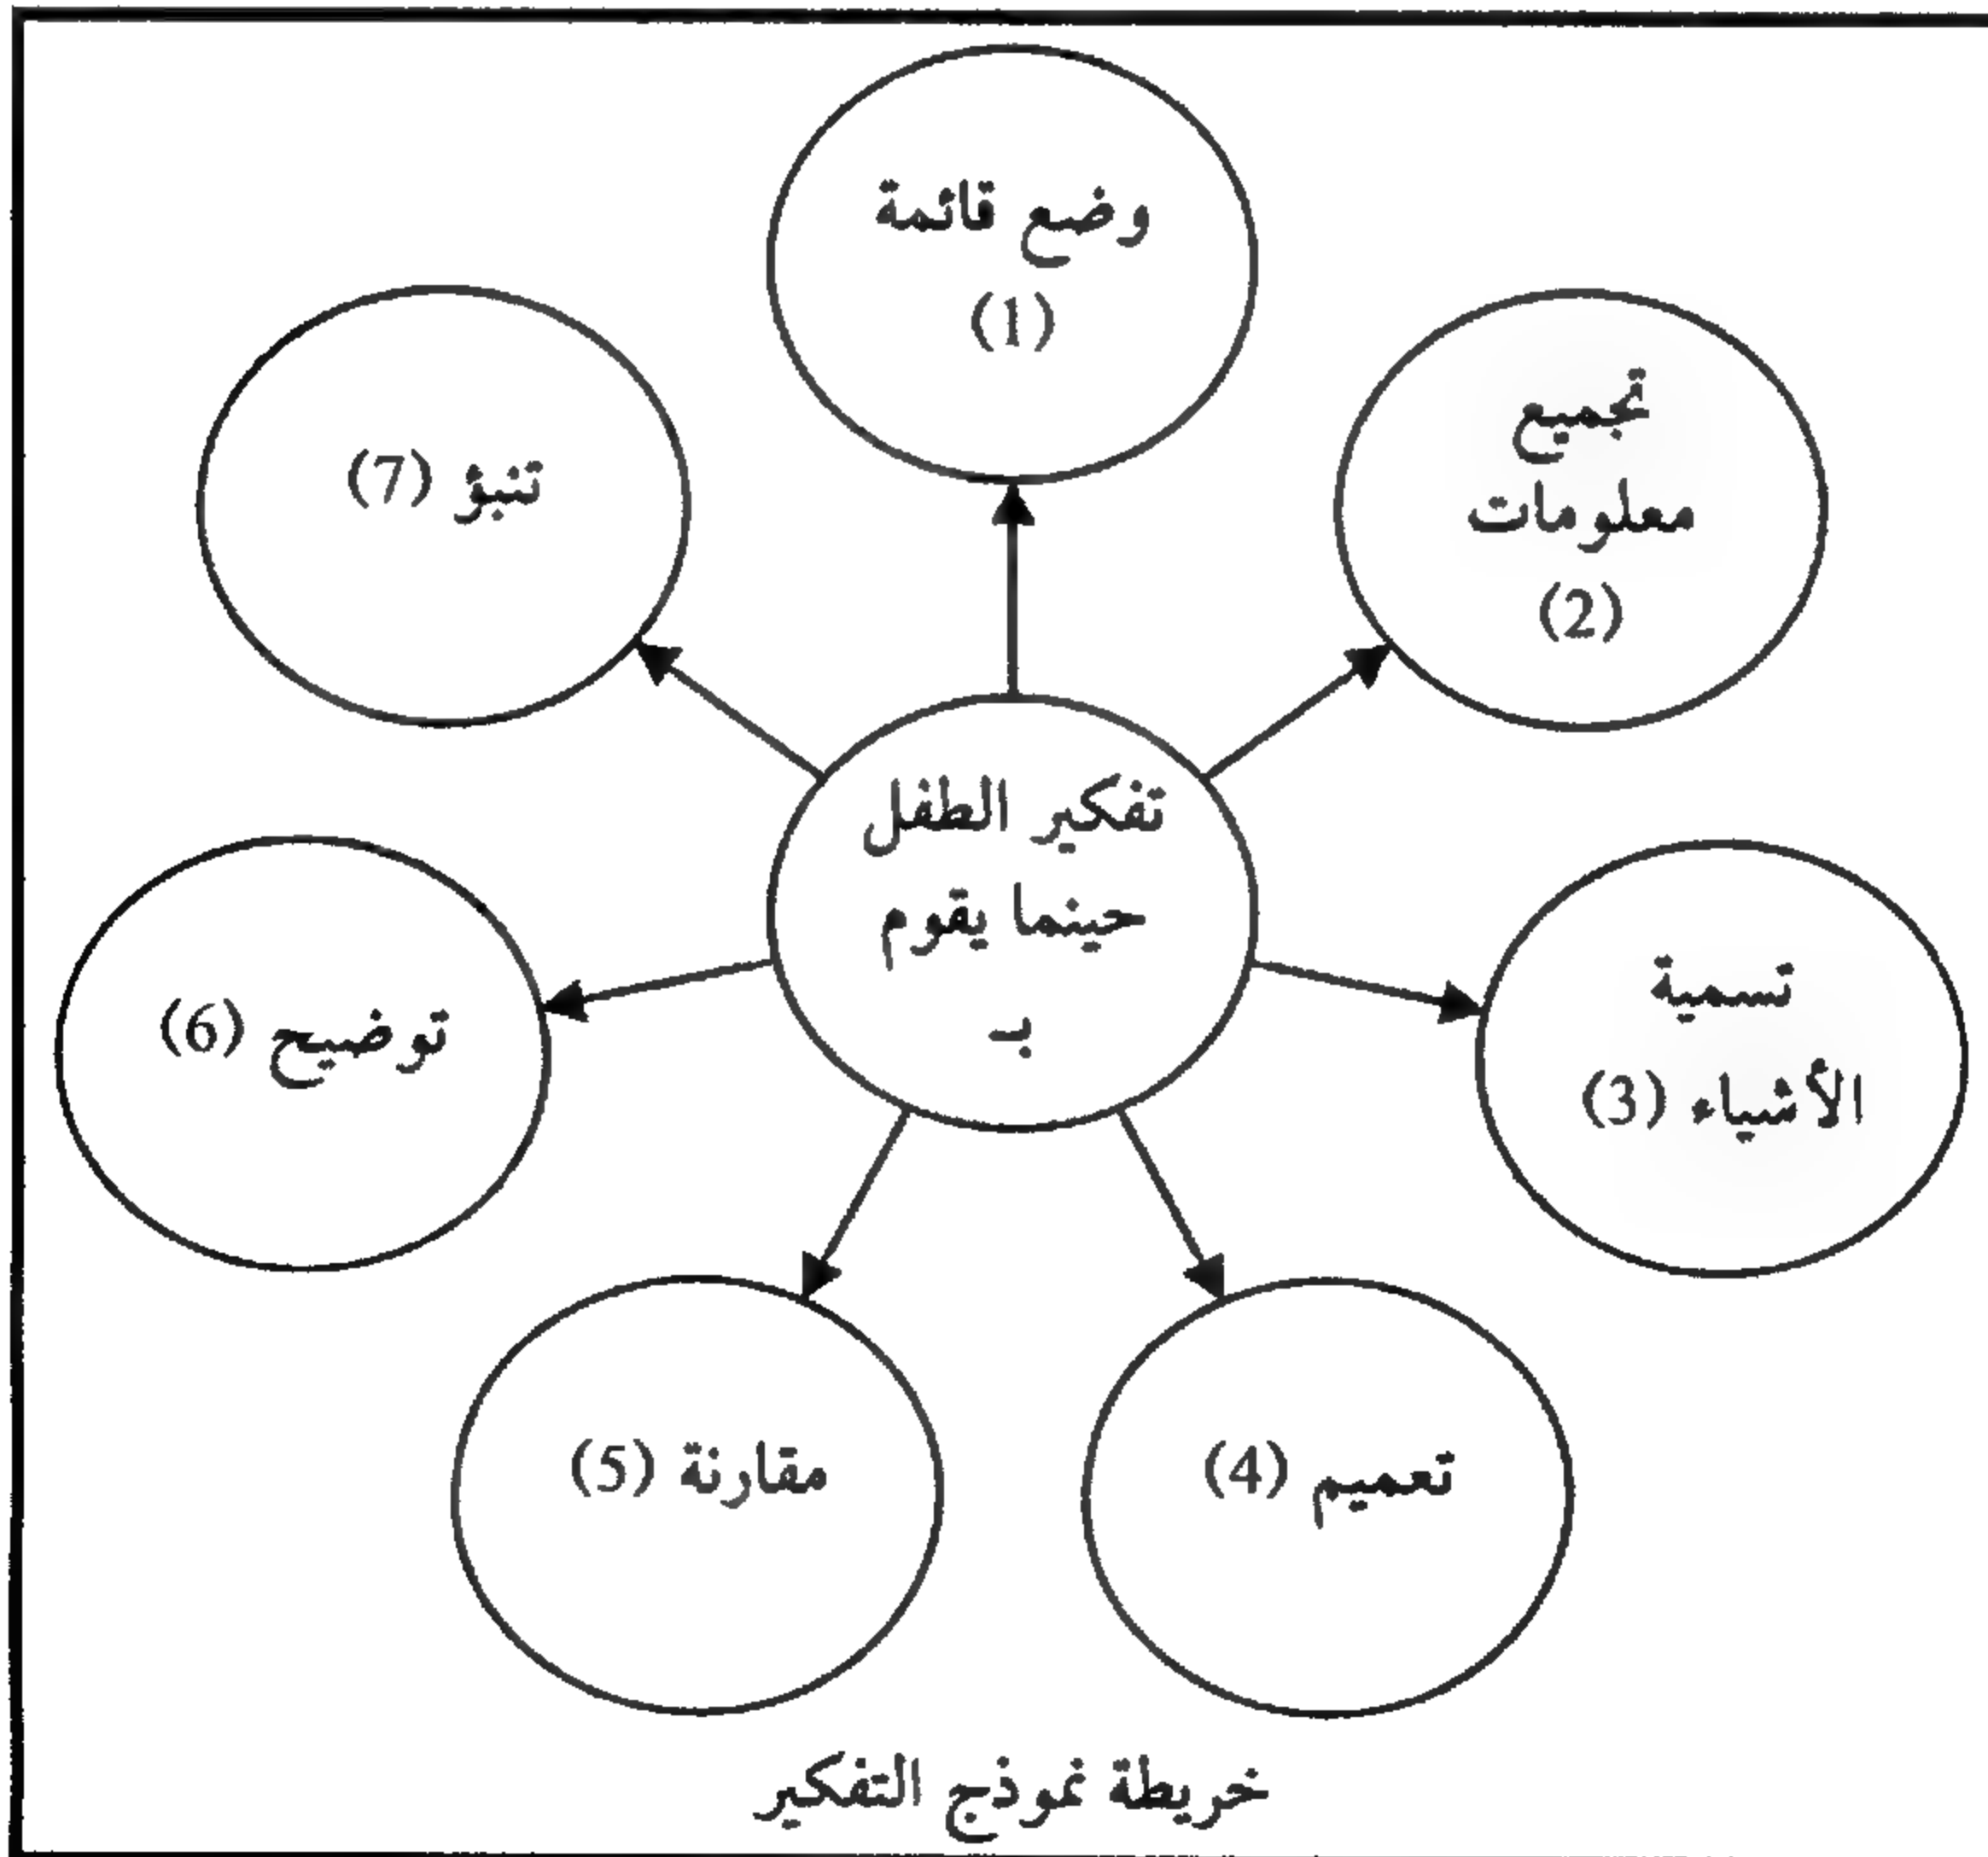 وضع قائمة
(1)
تجميع
معلومات
(2)
تنبؤ (7)
تفكير الطفل
حينما يقوم
بـ
تسمية
الأشياء (3)
توضيح (6)
تعميم (4)
مقارنة (5)
خريطة نموذج التفكير